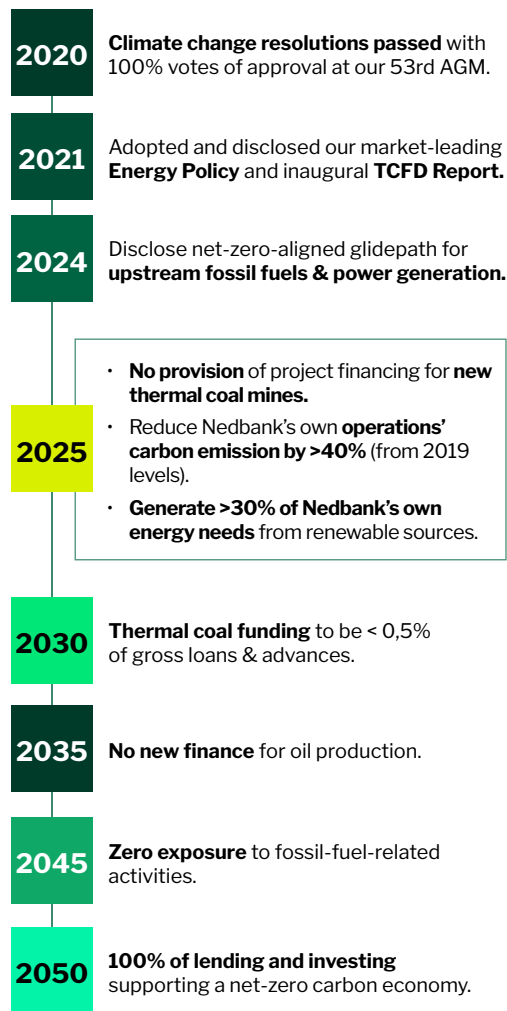 2020
Climate change resolutions passed with
100% votes of approval at our 53rd AGM.
2021
Adopted and disclosed our market-leading
Energy Policy and inaugural TCFD Report.
2024
Disclose net-zero-aligned glidepath for
upstream fossil fuels & power generation.
2025
• No provision of project financing for new
thermal coal mines.
• Reduce Nedbank’s own operations’
carbon emission by >40% (from 2019
levels).
• Generate >30% of Nedbank’s own
energy needs from renewable sources.
2030
Thermal coal funding to be < 0,5%
of gross loans & advances.
2035
No new finance for oil production.
2045
Zero exposure to fossil-fuel-related
activities.
2050
100% of lending and investing
supporting a net-zero carbon economy.